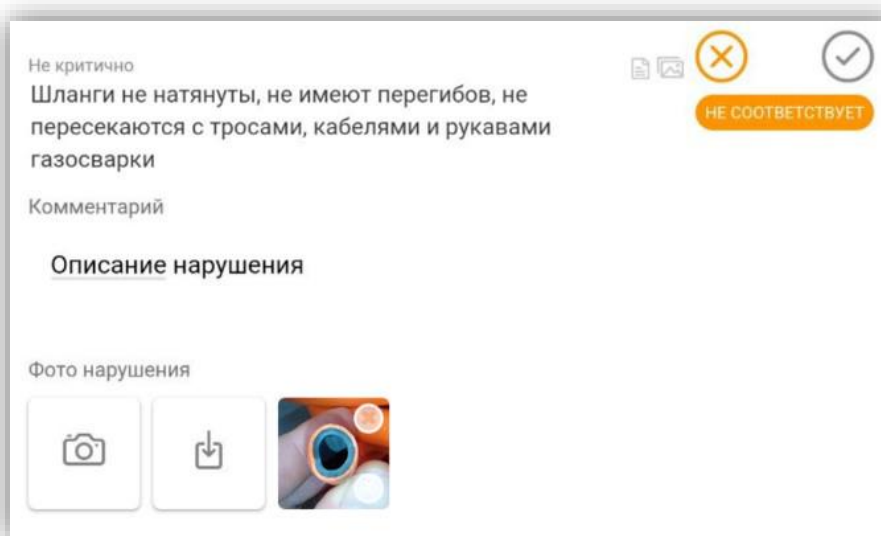 Не критично
Шланги не натянуты, не имеют перегибов, не
пересекаются с тросами, кабелями и рукавами
газосварки
НЕ СООТВЕТСТВУЕТ
Комментарий
Описание нарушения
Фото нарушения